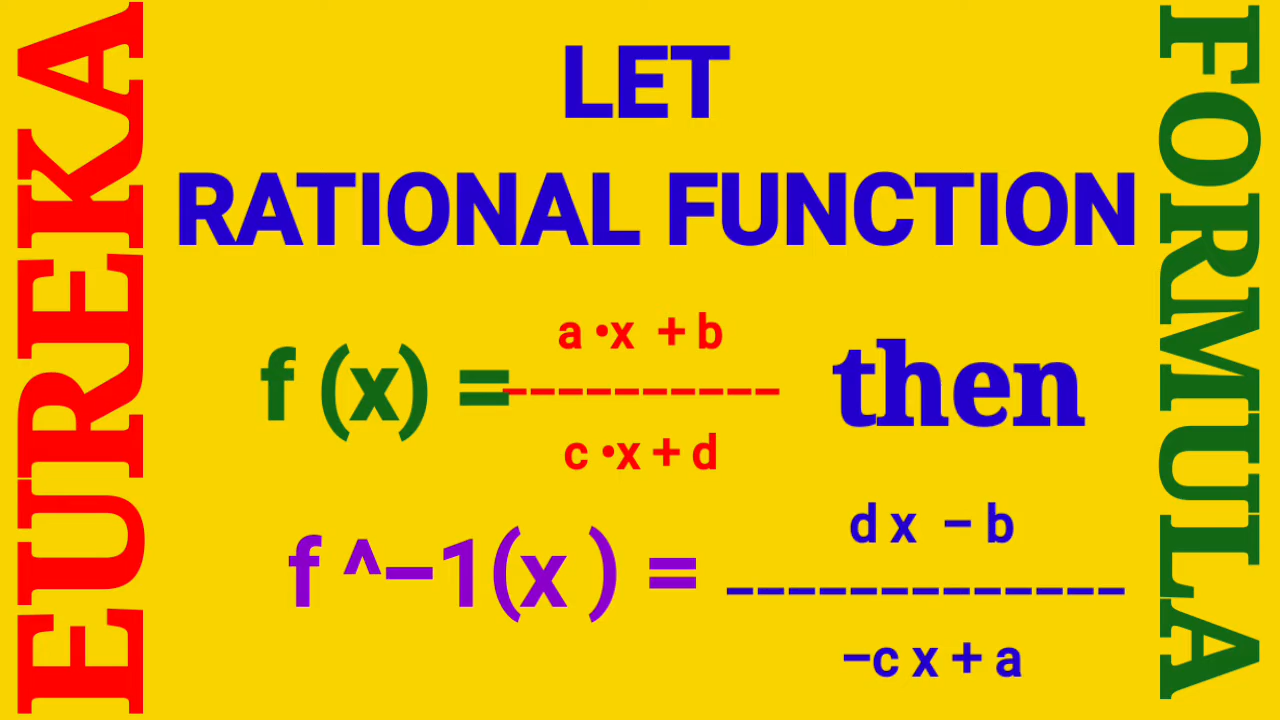 EUREKA
LET
RATIONAL FUNCTION
a •x + b
f (x) =---------- then
c •x + d
d x – b
f ^–1(x ) = -------------
–c x + a
FORMULA